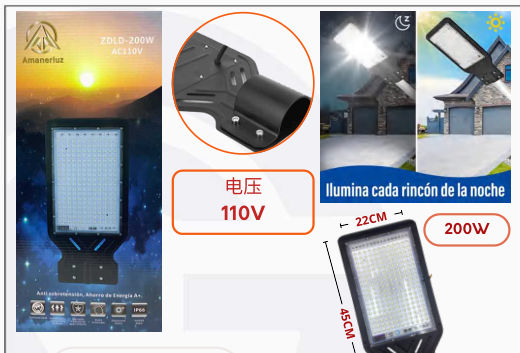 Amanerluz
ZDLD-200W
AC110V
Anti sobretensión, Ahorro de Energía A+.
IP66
电压
110V
Ilumina cada rincón de la noche
22CM
200W
45CM